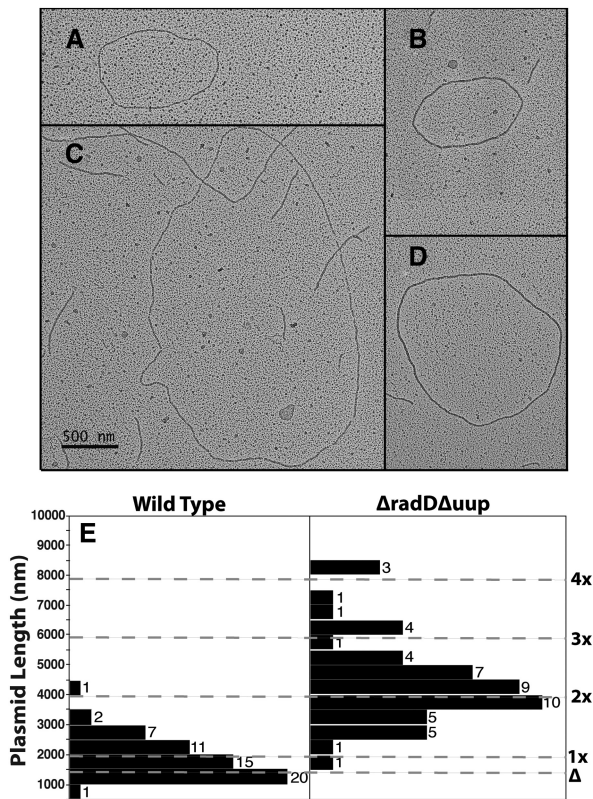 A
B
C
D
500 nm
Wild Type
ΔradDΔuup
E
Plasmid Length (nm)
10000
9000
8000
7000
6000
5000
4000
3000
2000
1000
1
2
7
11
15
20
1
3
1
1
4
1
4
7
9
10
5
5
1
1
4x
3x
2x
1x
Δ